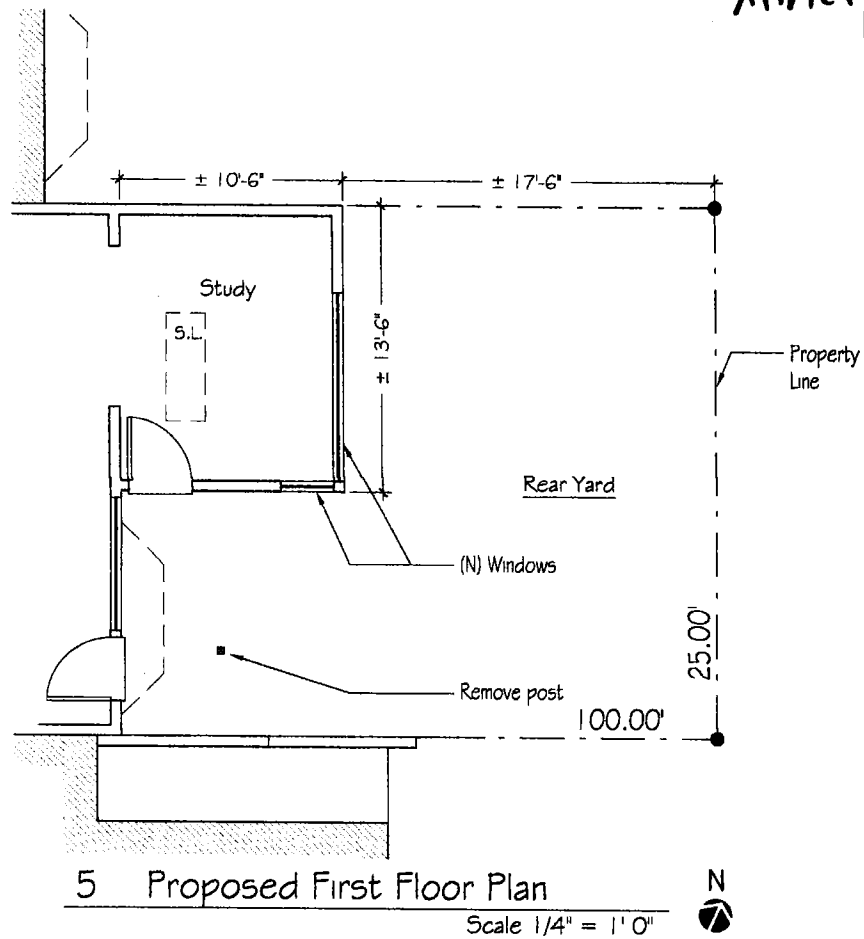 ± 10'-6"
± 17'-6"
Study
S.L.
± 13'-6"
Property
Line
Rear Yard
(N) Windows
25.00'
Remove post
100.00'
5 Proposed First Floor Plan
N
Scale 1/4" = 1' 0"